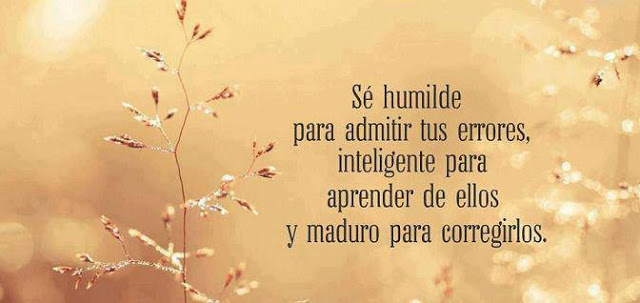 Sé humilde
para admitir tus errores,
inteligente para
aprender de ellos
y maduro para corregirlos.